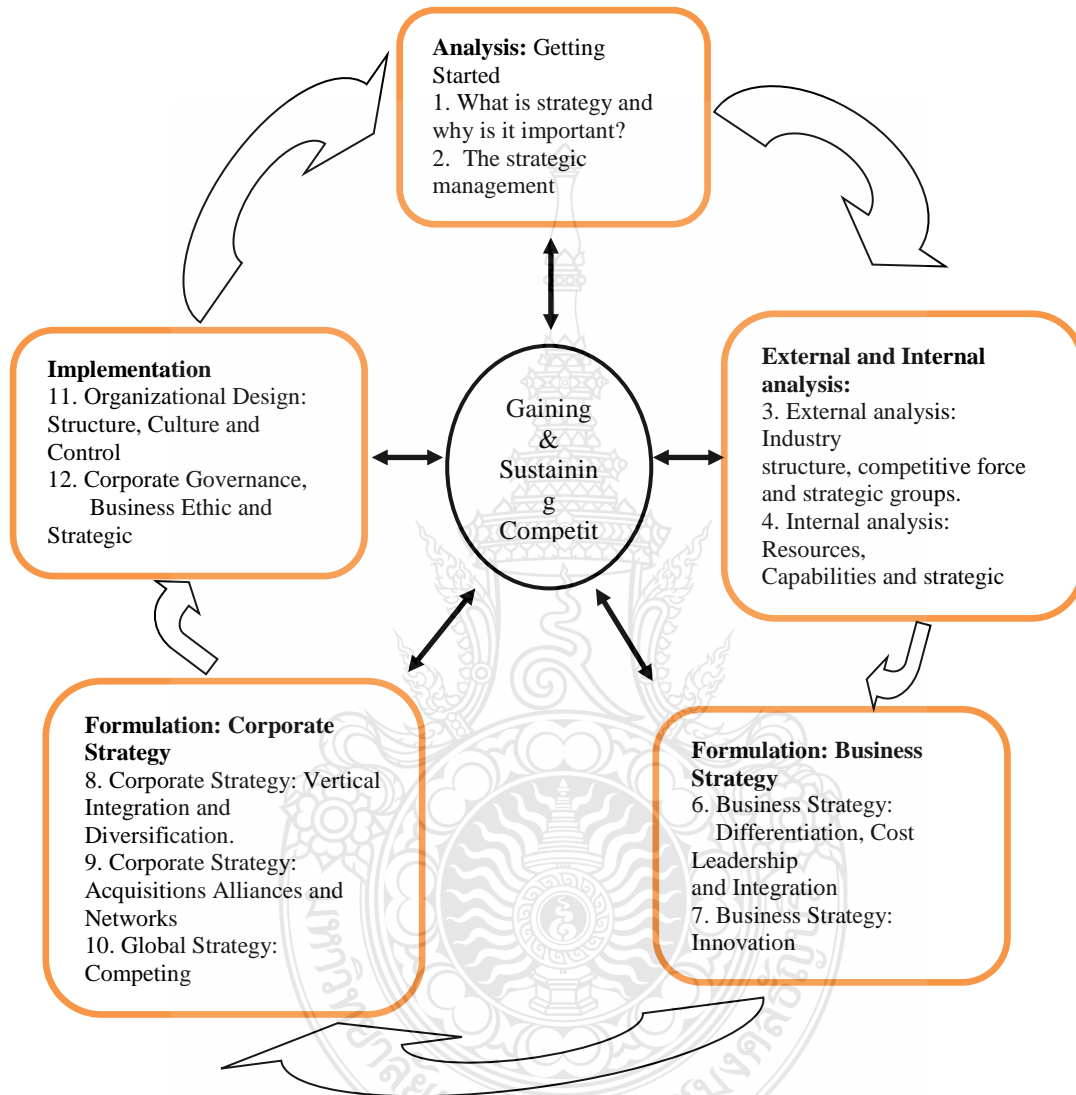 Analysis: Getting
Started
1. What is strategy and
why is it important?
2. The strategic
management
External and Internal
analysis:
3. External analysis:
Industry
structure, competitive force
and strategic groups.
4. Internal analysis:
Resources,
Capabilities and strategic
Formulation: Business
Strategy
6. Business Strategy:
Differentiation, Cost
Leadership
and Integration
7. Business Strategy:
Innovation
Formulation: Corporate
Strategy
8. Corporate Strategy: Vertical
Integration and
Diversification.
9. Corporate Strategy:
Acquisitions Alliances and
Networks
10. Global Strategy:
Competing
Implementation
11. Organizational Design:
Structure, Culture and
Control
12. Corporate Governance,
Business Ethic and
Strategic
Gaining
&
Sustainin
g
Competit